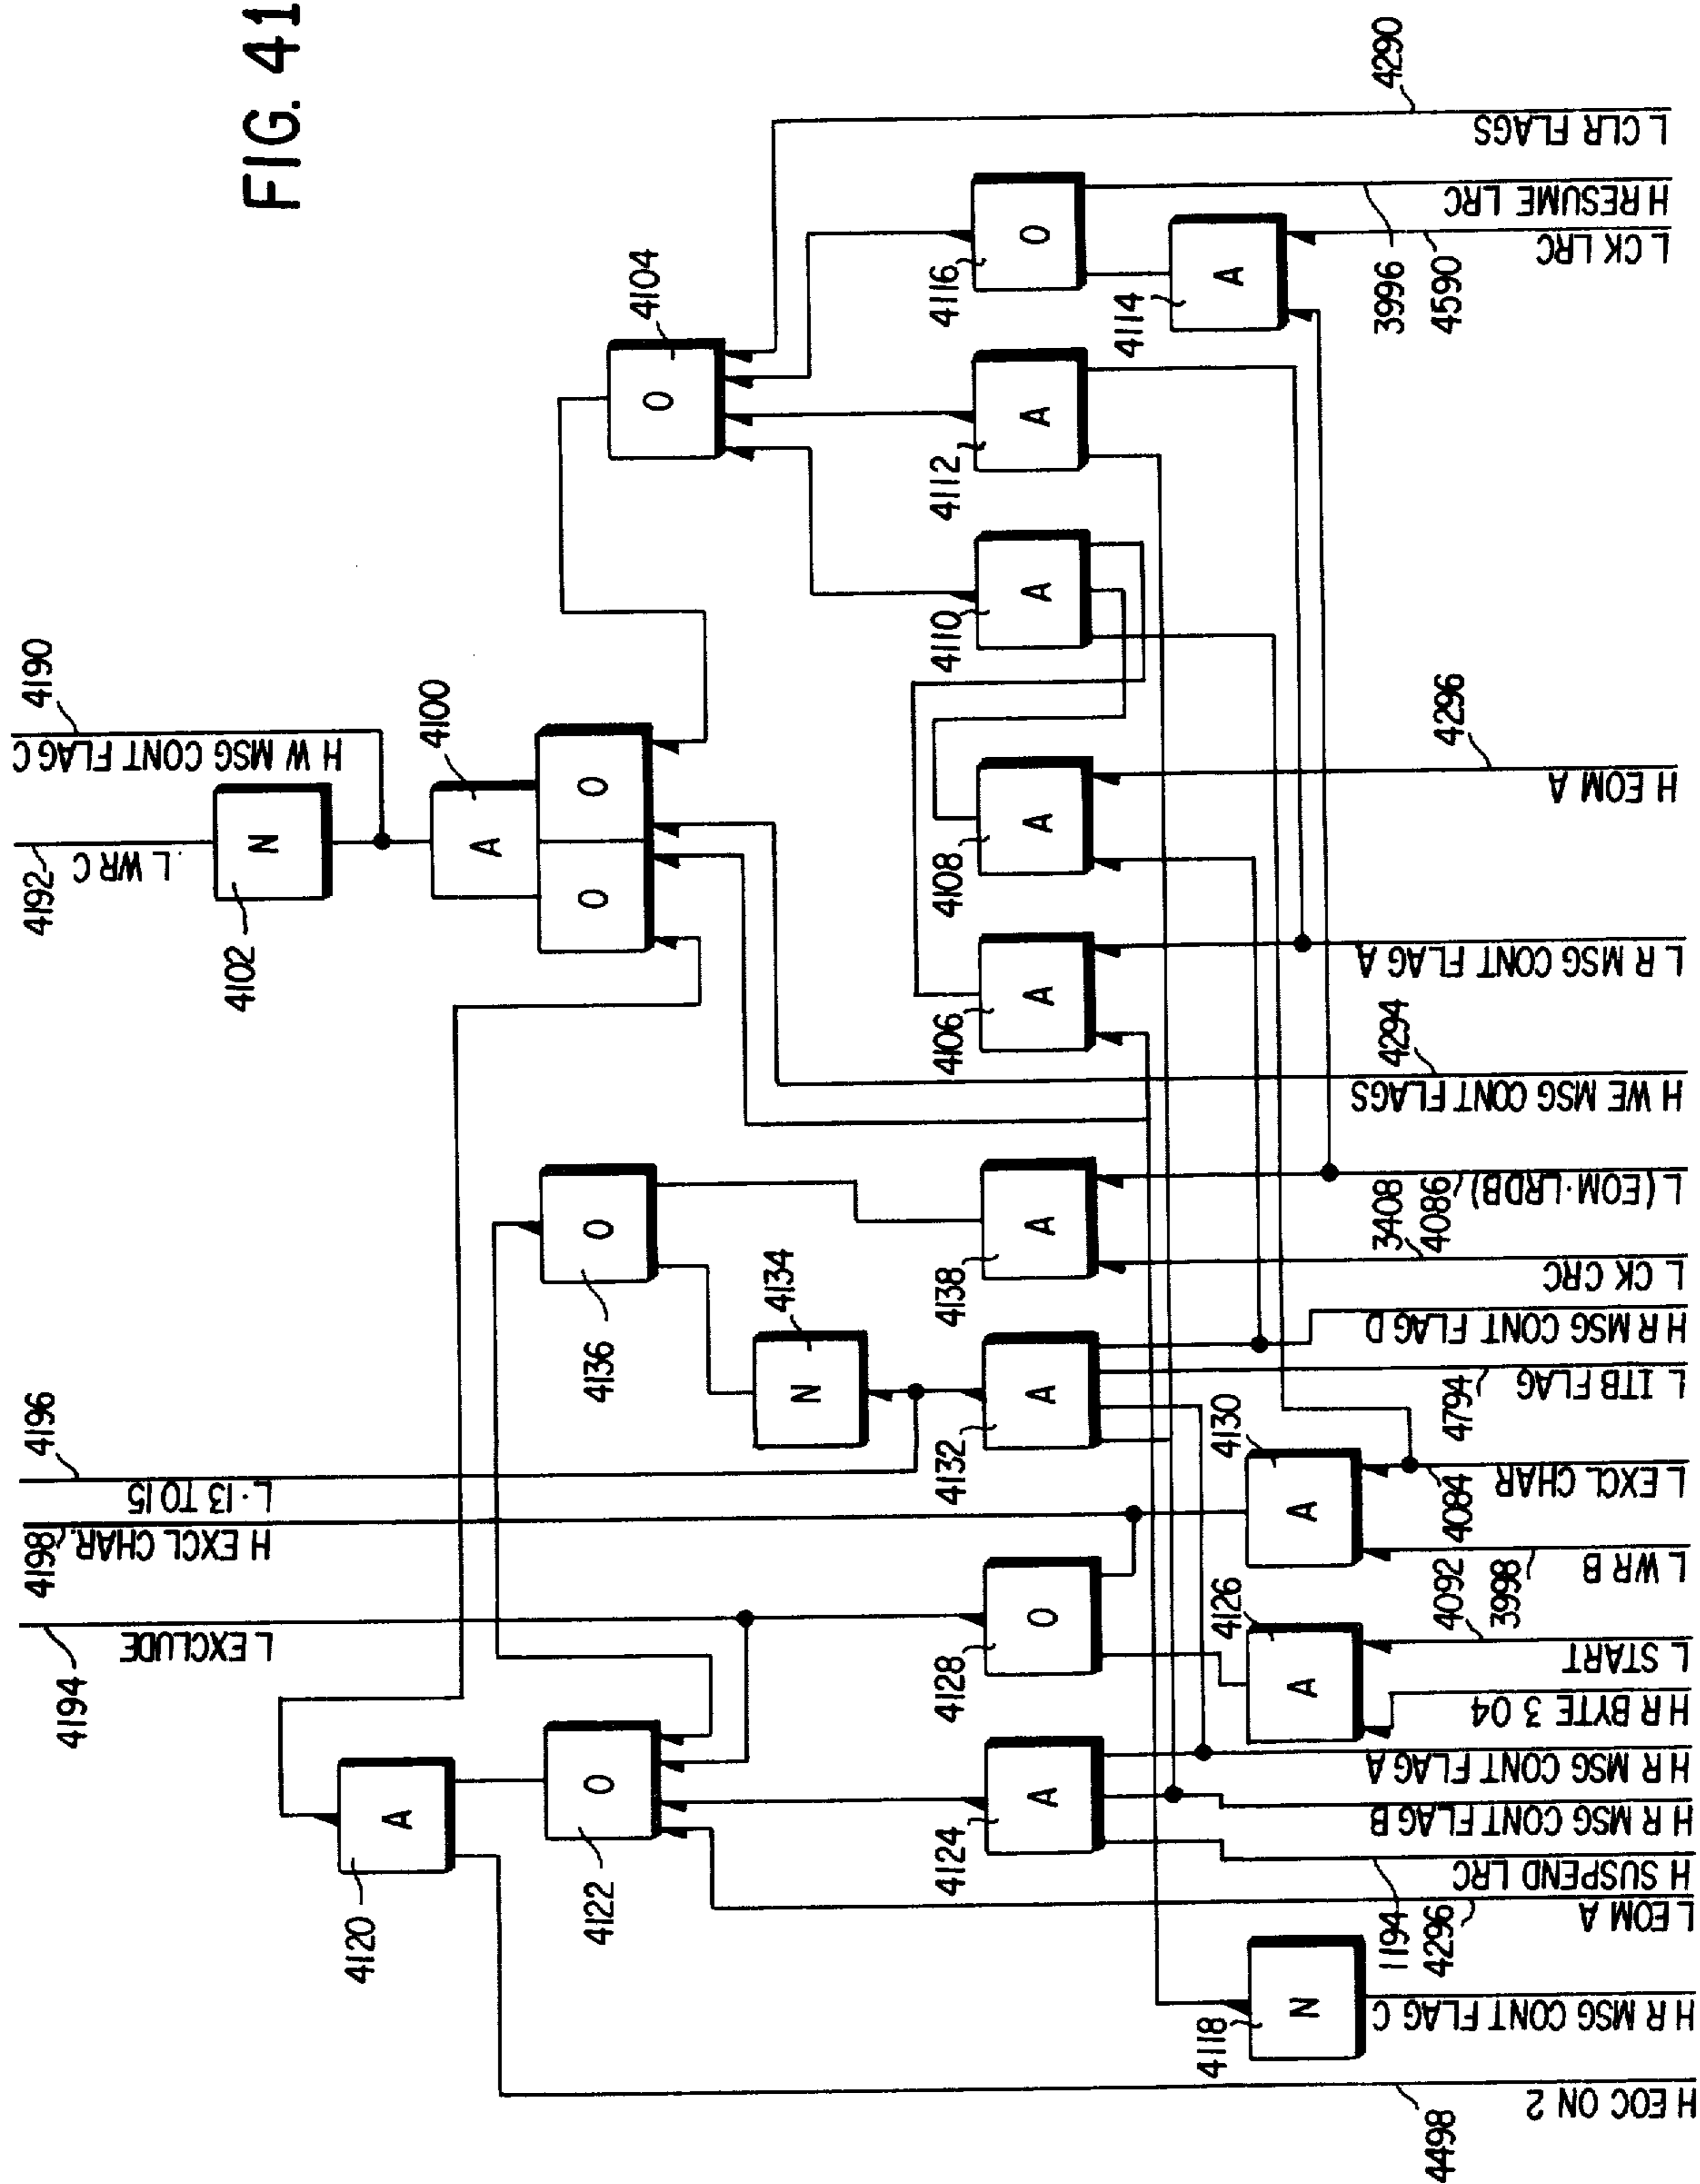 FIG. 41
4190
H W MSG CONT FLAG C
4192
L WR C
N
4102
4196
L·13 TO 15
4198
H EXCL CHAR.
4194
L EXCLUDE
4100
A
O
O
4104
O
4120
A
4122
O
4136
O
4134
N
4116
O
4114
A
4112
A
4110
A
4108
A
4106
A
4138
A
4132
A
4128
O
4124
A
4130
A
4126
A
4118
N
4290
L CLR FLAGS
H RESUME LRC
3996
L CK LRC
4590
4296
H EOM A
L R MSG CONT FLAG A
4294
H WE MSG CONT FLAGS
L (EOM·LRDB)
4086
3408
L CK CRC
H R MSG CONT FLAG D
L ITB FLAG
4794
L EXCL CHAR
4084
L WR B
3998
4092
L START
H R BYTE 3 04
H R MSG CONT FLAG A
H R MSG CONT FLAG B
H SUSPEND LRC
1194
L EOM A
4296
H R MSG CONT FLAG C
H EOC ON 2
4498